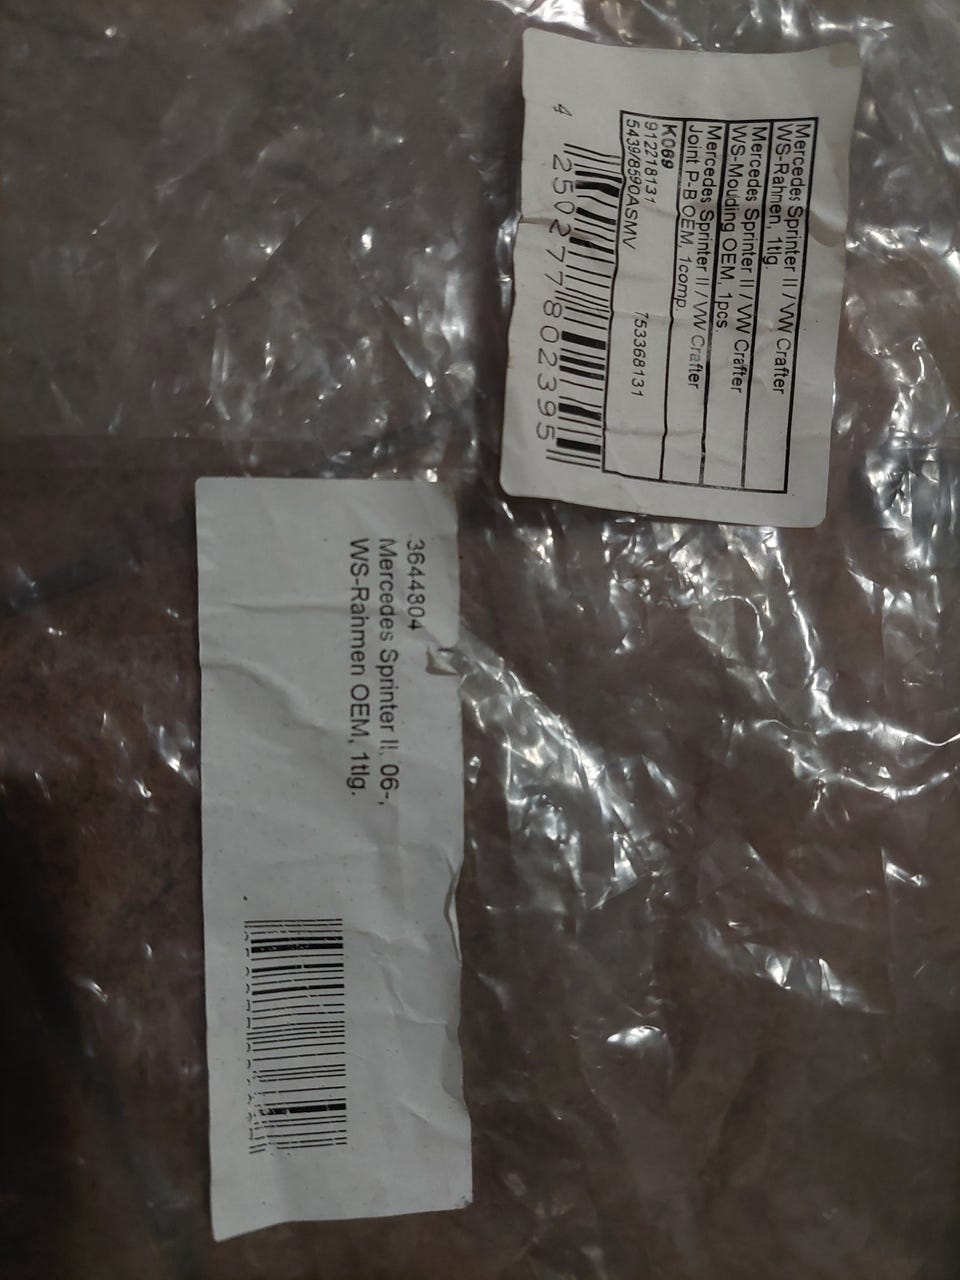 Mercedes Sprinter II / VW Crafter
WS-Rahmen, 1tlg.
Mercedes Sprinter II / VW Crafter
WS-Moulding OEM, 1pcs.
Mercedes Sprinter II / VW Crafter
Joint P-B OEM, 1comp.
K069
912218131 753368131
5439/8590ASMV
4 250277 802395
3644804
Mercedes Sprinter II, 06-,
WS-Rahmen OEM, 1tlg.